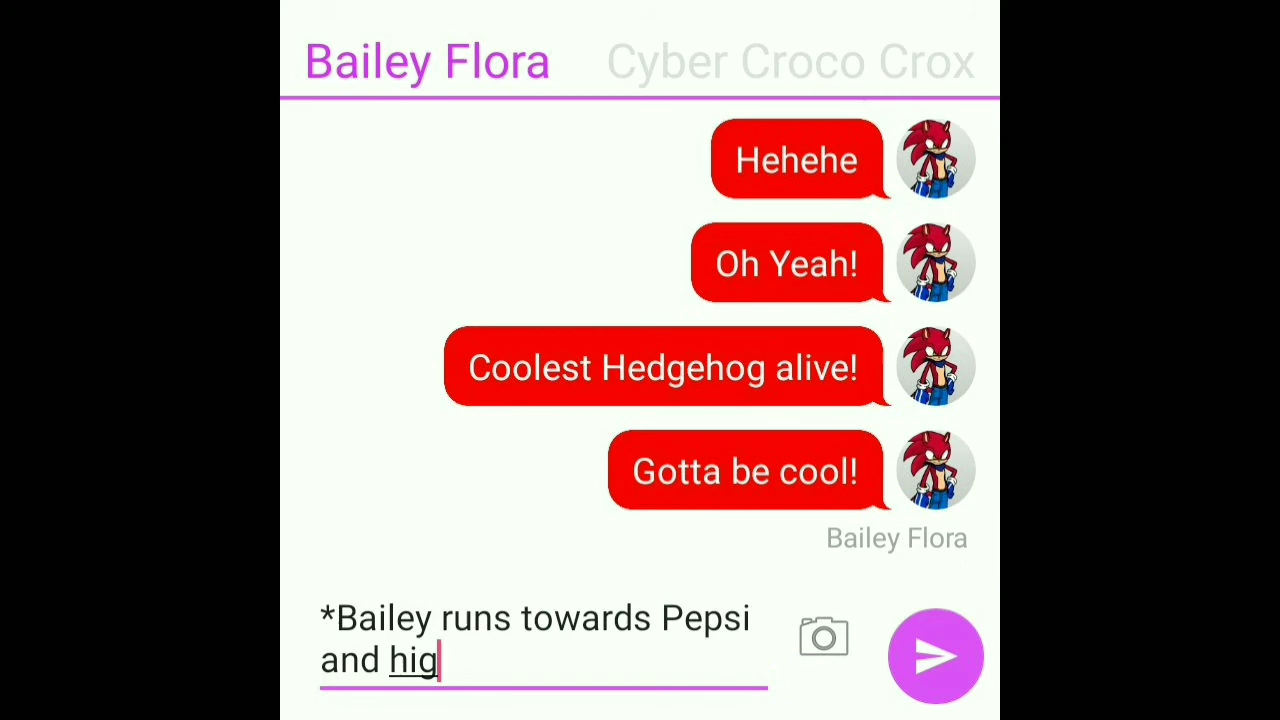 Bailey Flora Cyber Croco Crox
Hehehe
Oh Yeah!
Coolest Hedgehog alive!
Gotta be cool!
Bailey Flora
*Bailey runs towards Pepsi
and hig